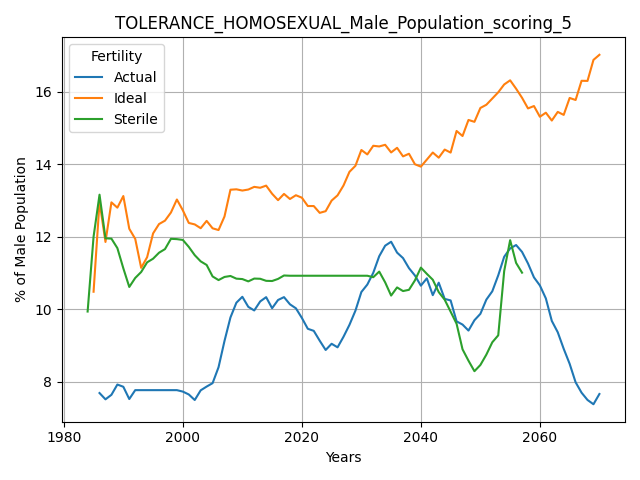 TOLERANCE_HOMOSEXUAL_Male_Population_scoring_5
Fertility
Actual
Ideal
Sterile
% of Male Population
16
14
12
10
8
1980
2000
2020
2040
2060
Years